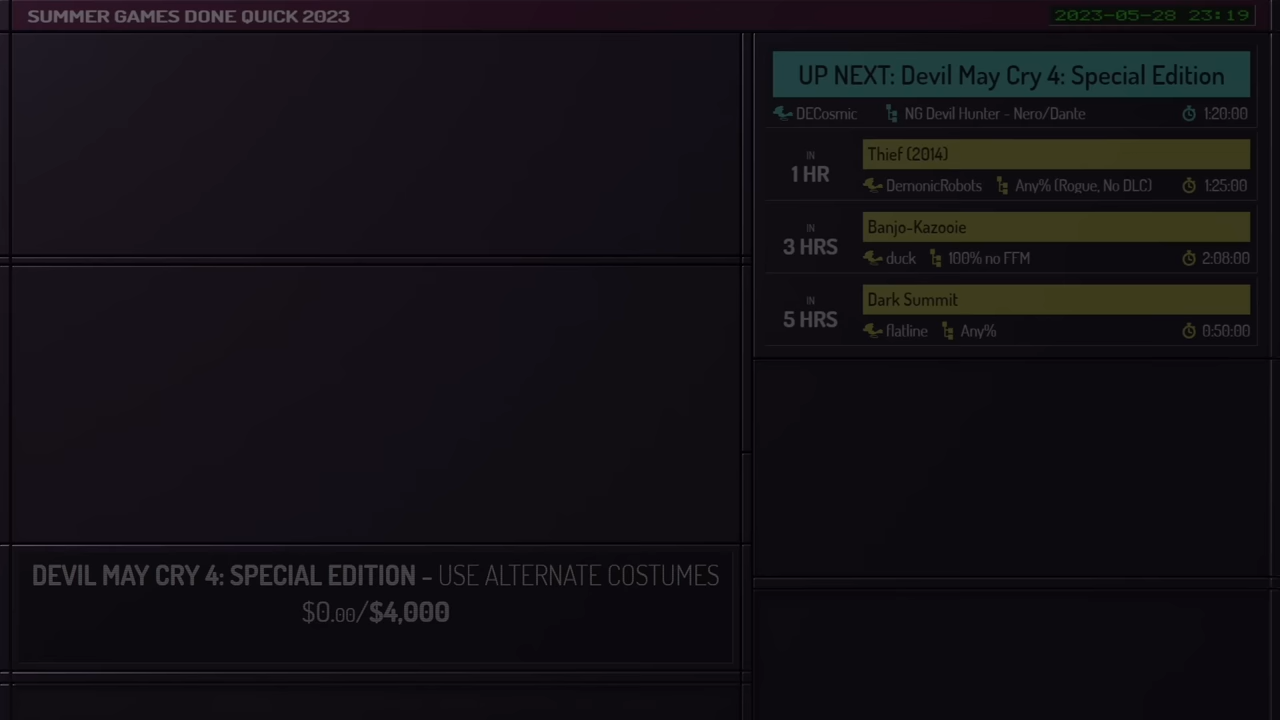 SUMMER GAMES DONE QUICK 2023
2023-05-28 23:19
UP NEXT: Devil May Cry 4: Special Edition
DECosmic NG Devil Hunter - Nero/Dante 1:20:00
IN
1 HR
Thief (2014)
DemonicRobots Any% (Rogue, No DLC) 1:25:00
IN
3 HRS
Banjo-Kazooie
duck 100% no FFM 2:08:00
IN
5 HRS
Dark Summit
flatline Any% 0:50:00
DEVIL MAY CRY 4: SPECIAL EDITION - USE ALTERNATE COSTUMES
$0.00/$4,000